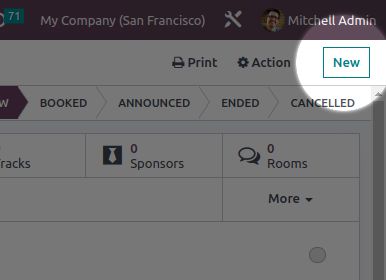 71 My Company (San Francisco) Mitchell Admin
Print Action New
BOOKED ANNOUNCED ENDED CANCELLED
0 0
Sponsors Rooms
More